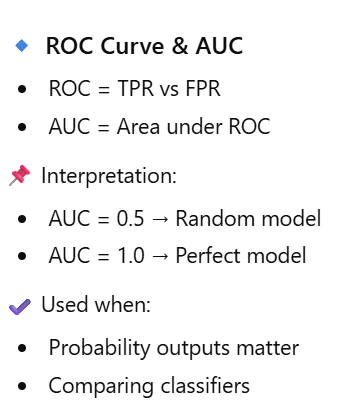 🔹 ROC Curve & AUC
• ROC = TPR vs FPR
• AUC = Area under ROC
📌 Interpretation:
• AUC = 0.5 → Random model
• AUC = 1.0 → Perfect model
✔ Used when:
• Probability outputs matter
• Comparing classifiers